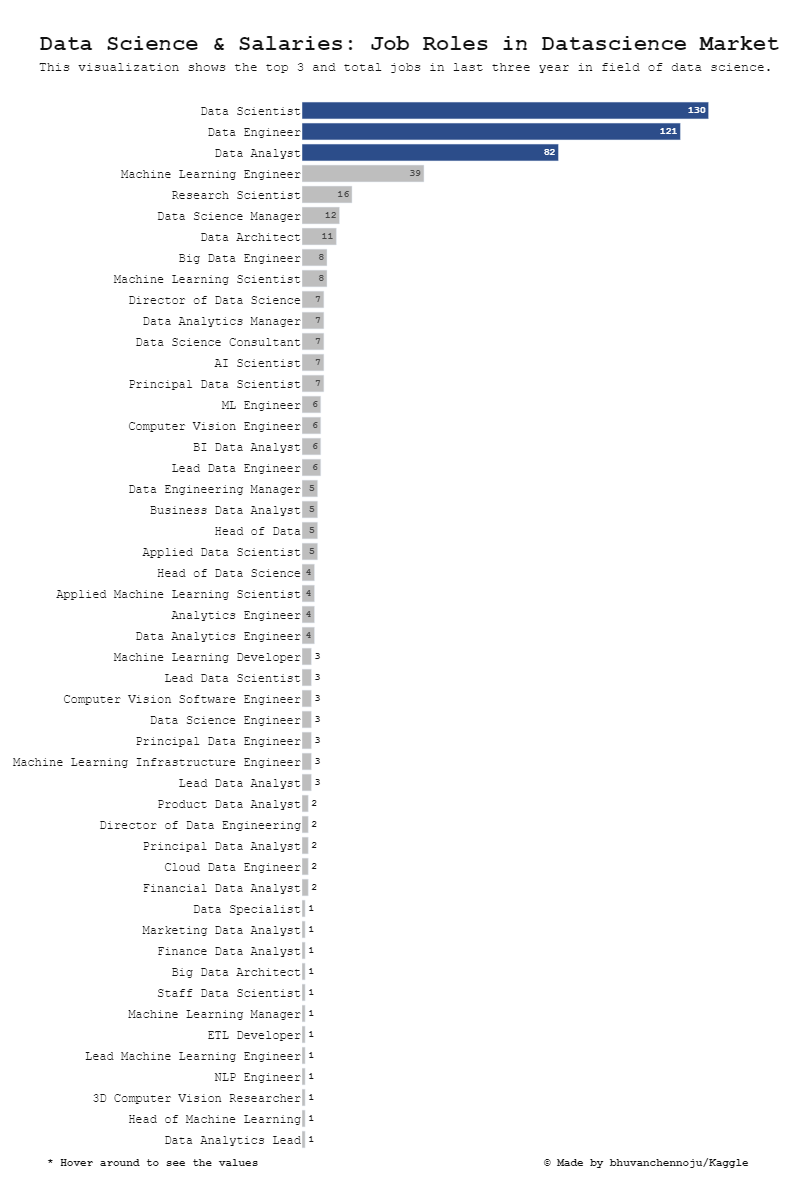 Data Science & Salaries: Job Roles in Datascience Market
This visualization shows the top 3 and total jobs in last three year in field of data science.
Data Scientist 130
Data Engineer 121
Data Analyst 82
Machine Learning Engineer 39
Research Scientist 16
Data Science Manager 12
Data Architect 11
Big Data Engineer 8
Machine Learning Scientist 8
Director of Data Science 7
Data Analytics Manager 7
Data Science Consultant 7
AI Scientist 7
Principal Data Scientist 7
ML Engineer 6
Computer Vision Engineer 6
BI Data Analyst 6
Lead Data Engineer 6
Data Engineering Manager 5
Business Data Analyst 5
Head of Data 5
Applied Data Scientist 5
Head of Data Science 4
Applied Machine Learning Scientist 4
Analytics Engineer 4
Data Analytics Engineer 4
Machine Learning Developer 3
Lead Data Scientist 3
Computer Vision Software Engineer 3
Data Science Engineer 3
Principal Data Engineer 3
Machine Learning Infrastructure Engineer 3
Lead Data Analyst 3
Product Data Analyst 2
Director of Data Engineering 2
Principal Data Analyst 2
Cloud Data Engineer 2
Financial Data Analyst 2
Data Specialist 1
Marketing Data Analyst 1
Finance Data Analyst 1
Big Data Architect 1
Staff Data Scientist 1
Machine Learning Manager 1
ETL Developer 1
Lead Machine Learning Engineer 1
NLP Engineer 1
3D Computer Vision Researcher 1
Head of Machine Learning 1
Data Analytics Lead 1
* Hover around to see the values © Made by bhuvanchennoju/Kaggle